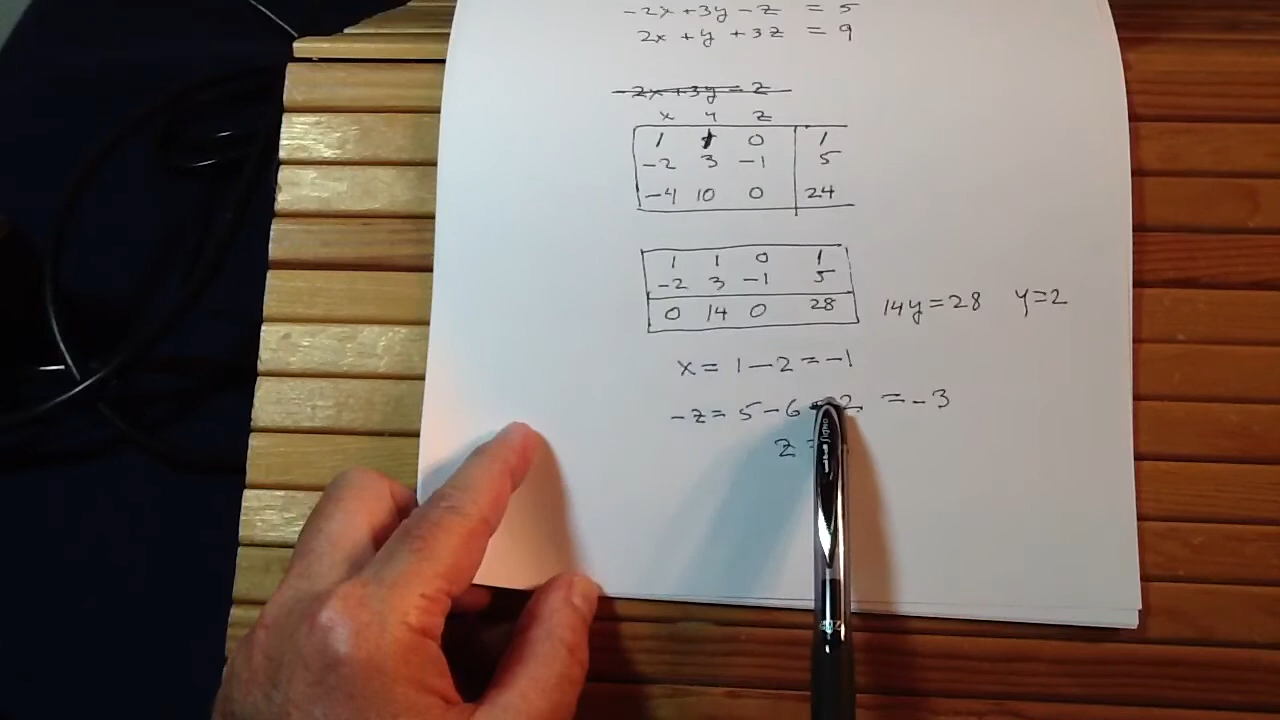 -2x+3y-z = 5
2x+y+3z = 9
-2x+3y-z
x y z
1 1 0 1
-2 3 -1 5
-4 10 0 24
1 1 0 1
-2 3 -1 5
0 14 0 28
14y=28 y=2
x= 1-2=-1
-z= 5-6-2 =-3
z=